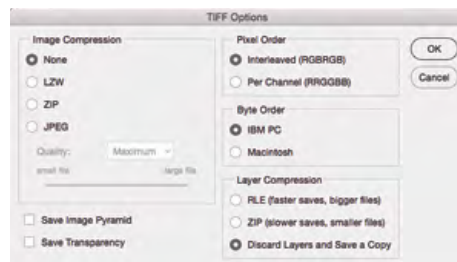 TIFF Options
Image Compression
None
LZW
ZIP
JPEG
Quality: Maximum
small file large file
Save Image Pyramid
Save Transparency
Pixel Order
Interleaved (RGBRGB)
Per Channel (RRGGBB)
Byte Order
IBM PC
Macintosh
Layer Compression
RLE (faster saves, bigger files)
ZIP (slower saves, smaller files)
Discard Layers and Save a Copy
OK
Cancel